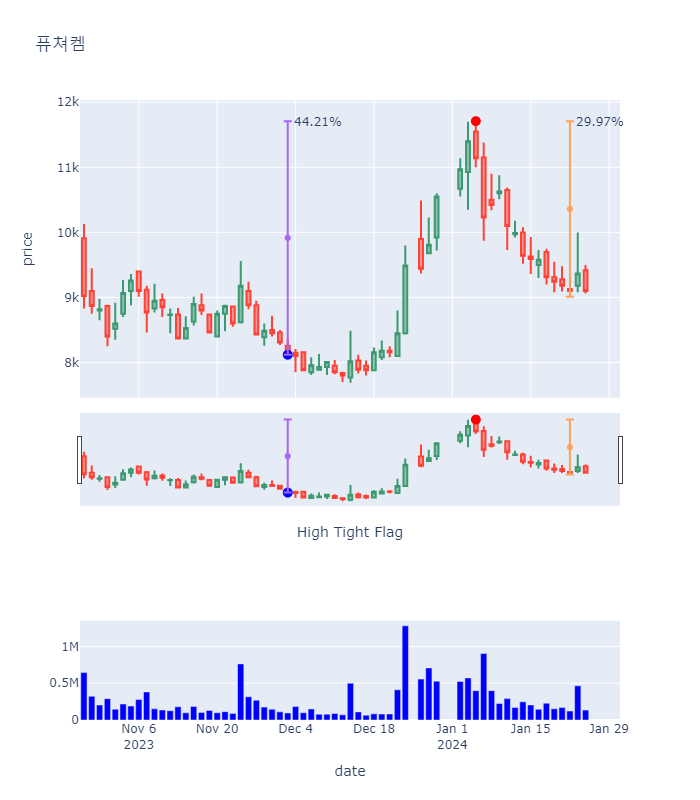 퓨쳐켐
12k
44.21%
29.97%
11k
10k
price
9k
8k
High Tight Flag
1M
0.5M
0
Nov 6
Nov 20
Dec 4
Dec 18
Jan 1
Jan 15
Jan 29
2023
2024
date